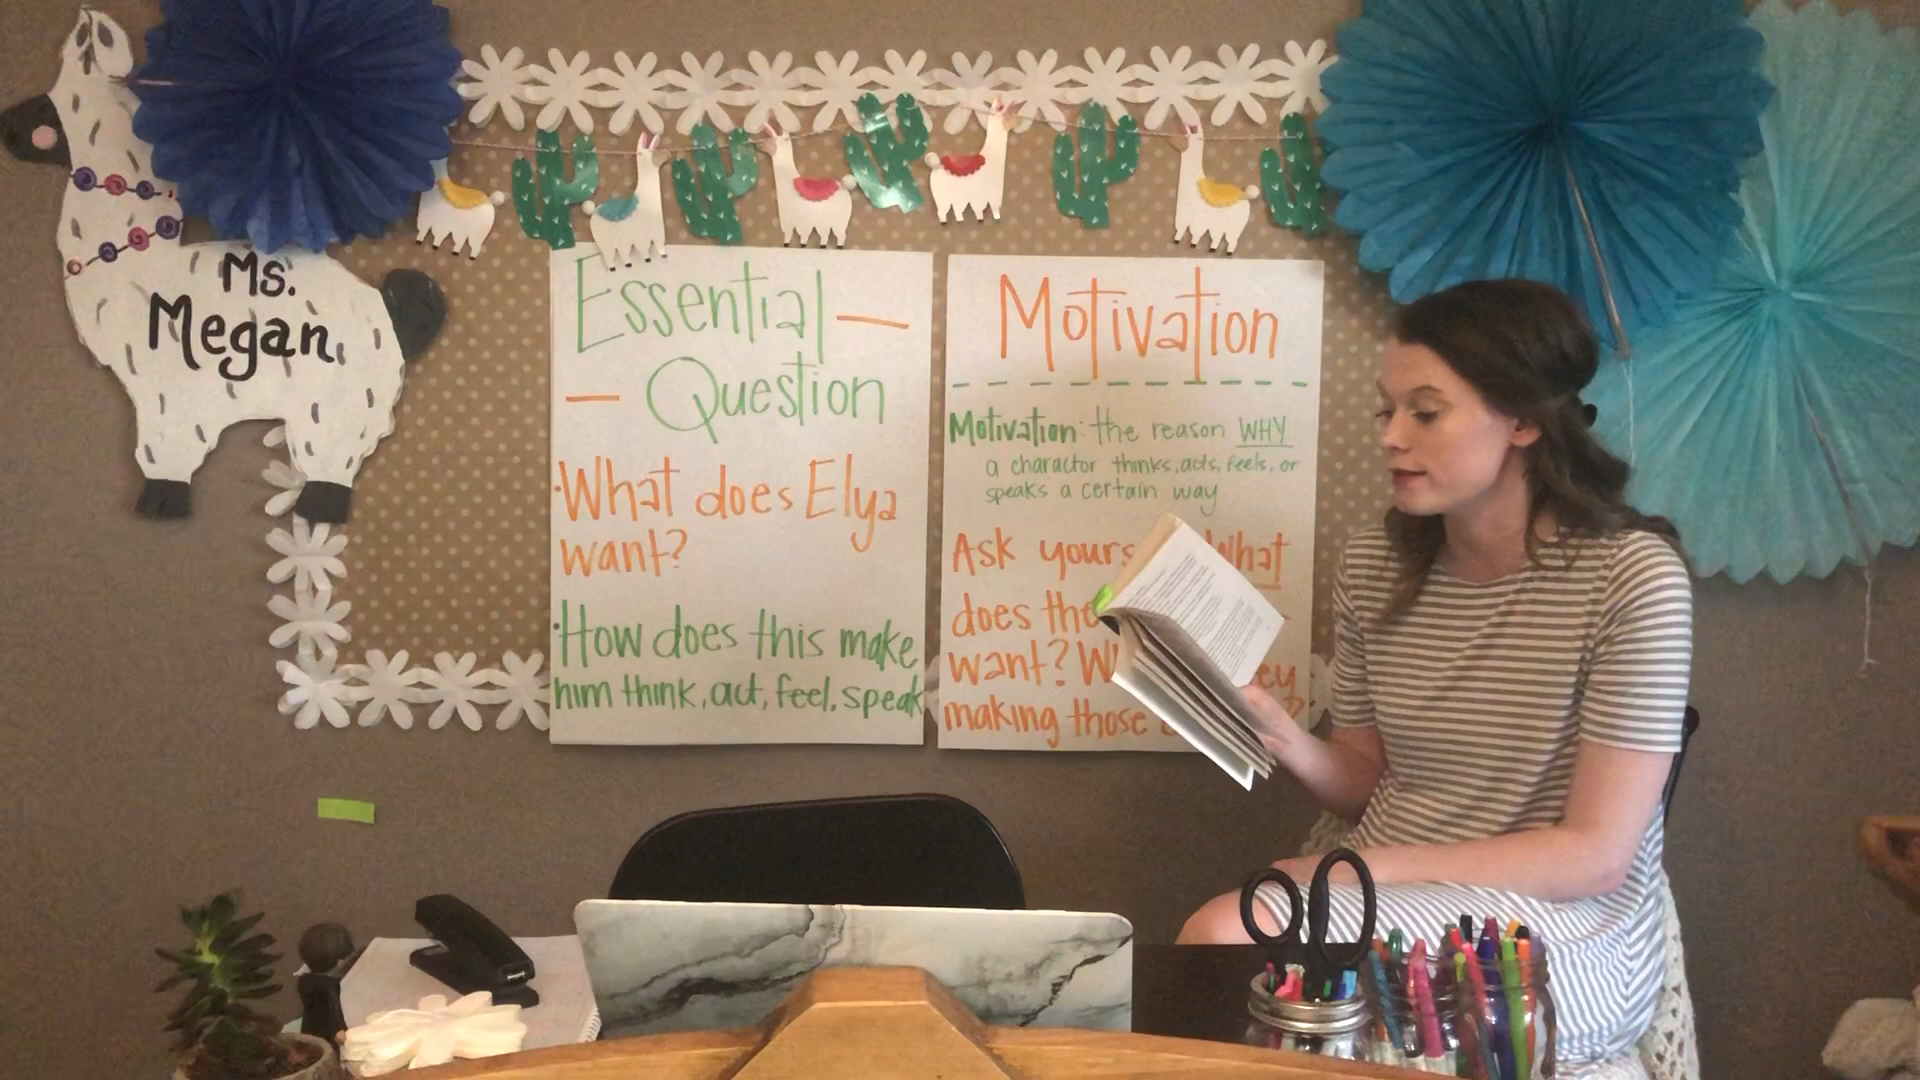 Ms.
Megan
Essential
Question
What does Elya
want?
How does this make
him think, act, feel, speak
Motivation
Motivation: the reason WHY
a charactor thinks, acts, feels, or
speaks a certain way
Ask What
does the
want?
making those